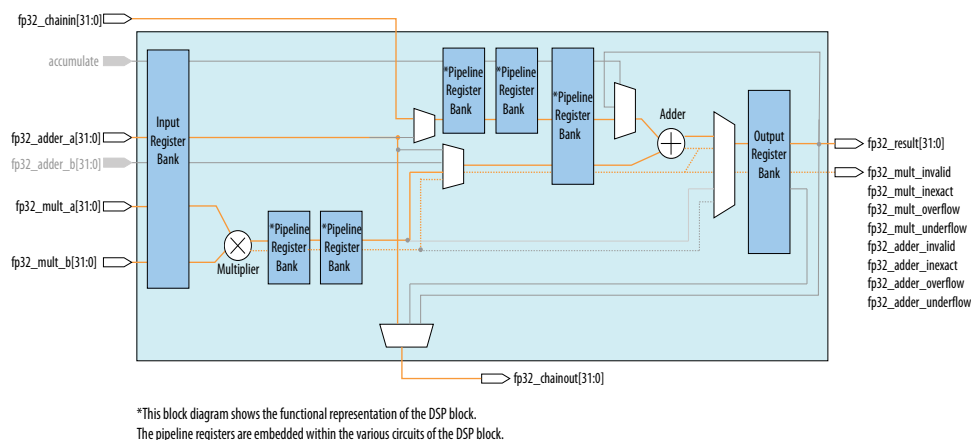 fp32_chainin[31:0]
accumulate
*Pipeline
Register
Bank
*Pipeline
Register
Bank
*Pipeline
Register
Bank
Input
Register
Bank
Adder
Output
Register
Bank
fp32_adder_a[31:0]
fp32_adder_b[31:0]
fp32_mult_a[31:0]
fp32_mult_b[31:0]
Multiplier
*Pipeline
Register
Bank
*Pipeline
Register
Bank
fp32_result[31:0]
fp32_mult_invalid
fp32_mult_inexact
fp32_mult_overflow
fp32_mult_underflow
fp32_adder_invalid
fp32_adder_inexact
fp32_adder_overflow
fp32_adder_underflow
fp32_chainout[31:0]
*This block diagram shows the functional representation of the DSP block.
The pipeline registers are embedded within the various circuits of the DSP block.